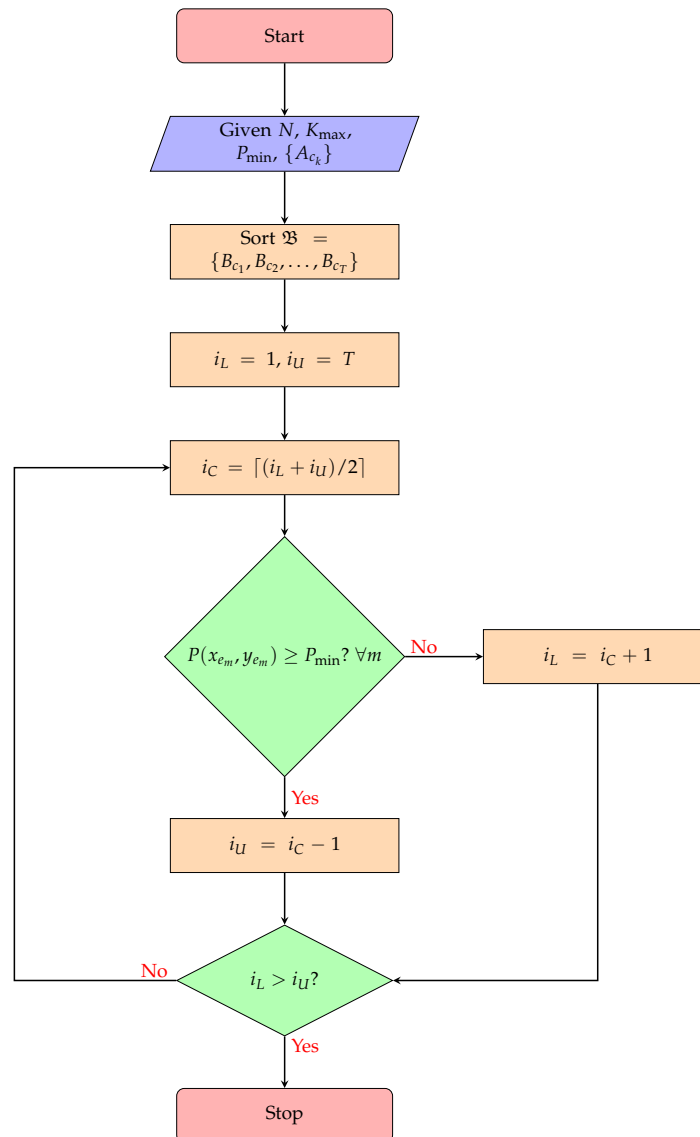 Start
Given N, K_max,
P_min, {A_{c_k}}
Sort 𝔅 =
{B_{c_1}, B_{c_2}, . . . , B_{c_T}}
i_L = 1, i_U = T
i_C = ⌈(i_L + i_U)/2⌉
P(x_{e_m}, y_{e_m}) ≥ P_min? ∀m
No
i_L = i_C + 1
Yes
i_U = i_C − 1
No
i_L > i_U?
Yes
Stop